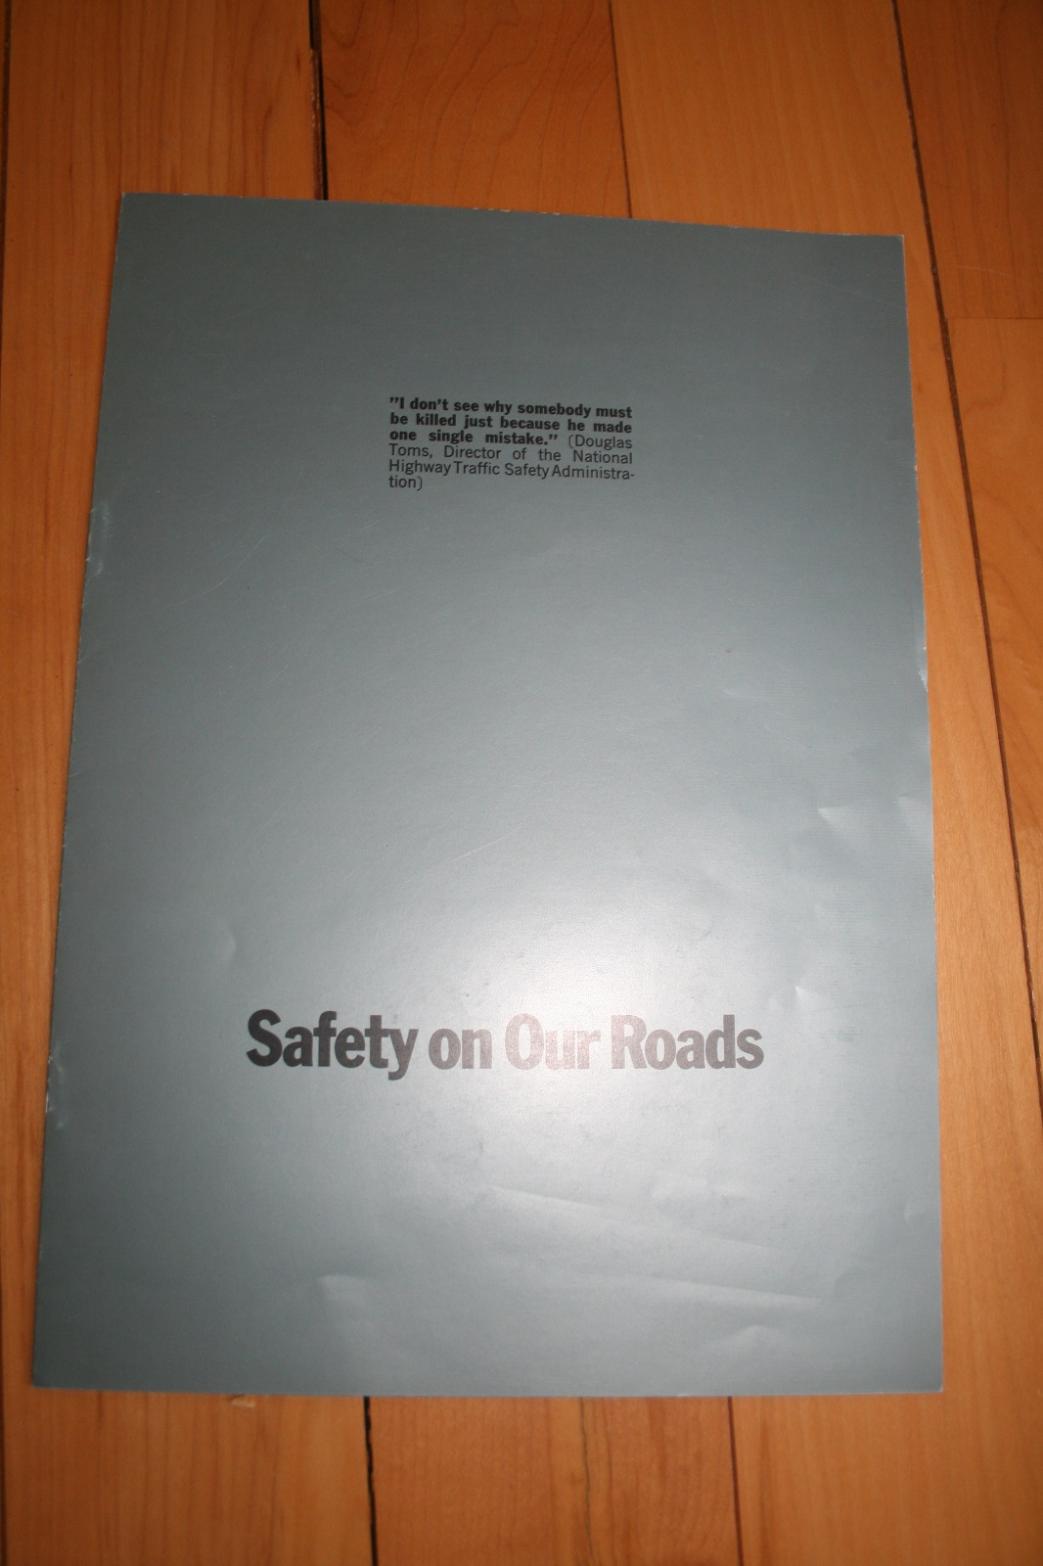 "I don't see why somebody must
be killed just because he made
one single mistake." (Douglas
Toms, Director of the National
Highway Traffic Safety Administra-
tion)
Safety on Our Roads